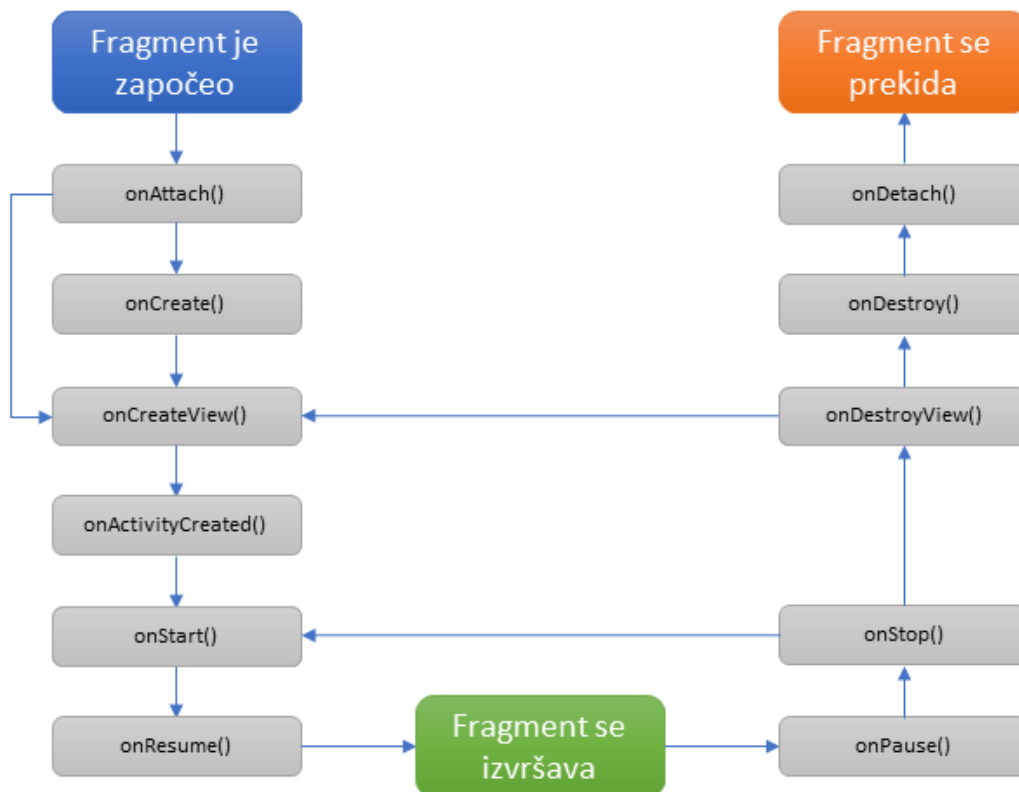 Fragment je
započeo
onAttach()
onCreate()
onCreateView()
onActivityCreated()
onStart()
onResume()
Fragment se
izvršava
onPause()
onStop()
onDestroyView()
onDestroy()
onDetach()
Fragment se
prekida